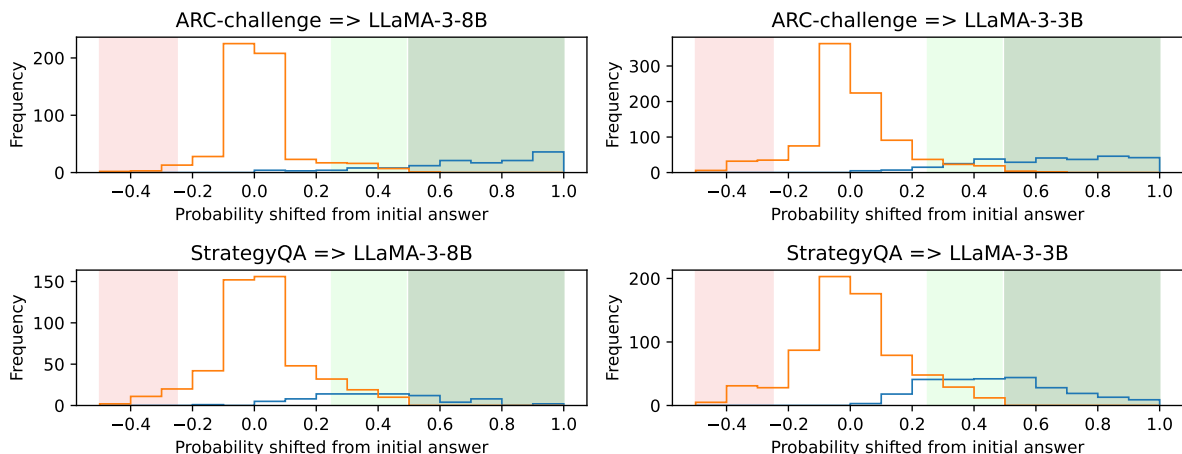 ARC-challenge => LLaMA-3-8B
Frequency
200
100
0
−0.4 −0.2 0.0 0.2 0.4 0.6 0.8 1.0
Probability shifted from initial answer
ARC-challenge => LLaMA-3-3B
Frequency
300
200
100
0
−0.4 −0.2 0.0 0.2 0.4 0.6 0.8 1.0
Probability shifted from initial answer
StrategyQA => LLaMA-3-8B
Frequency
150
100
50
0
−0.4 −0.2 0.0 0.2 0.4 0.6 0.8 1.0
Probability shifted from initial answer
StrategyQA => LLaMA-3-3B
Frequency
200
100
0
−0.4 −0.2 0.0 0.2 0.4 0.6 0.8 1.0
Probability shifted from initial answer